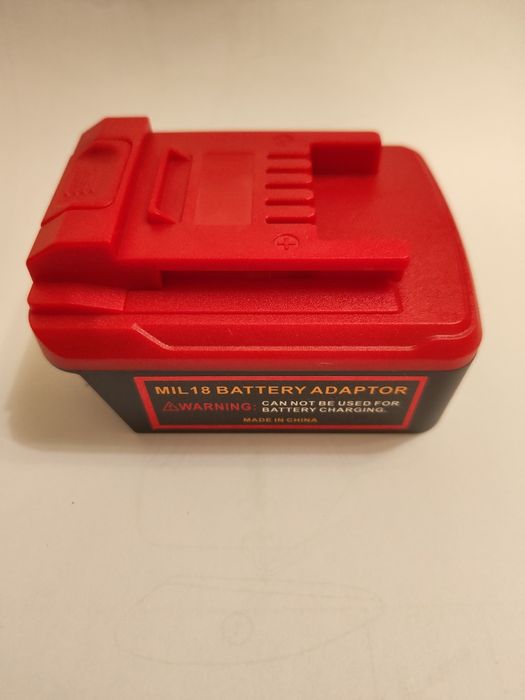 MIL18 BATTERY ADAPTOR
WARNING: CAN NOT BE USED FOR
BATTERY CHARGING.
MADE IN CHINA